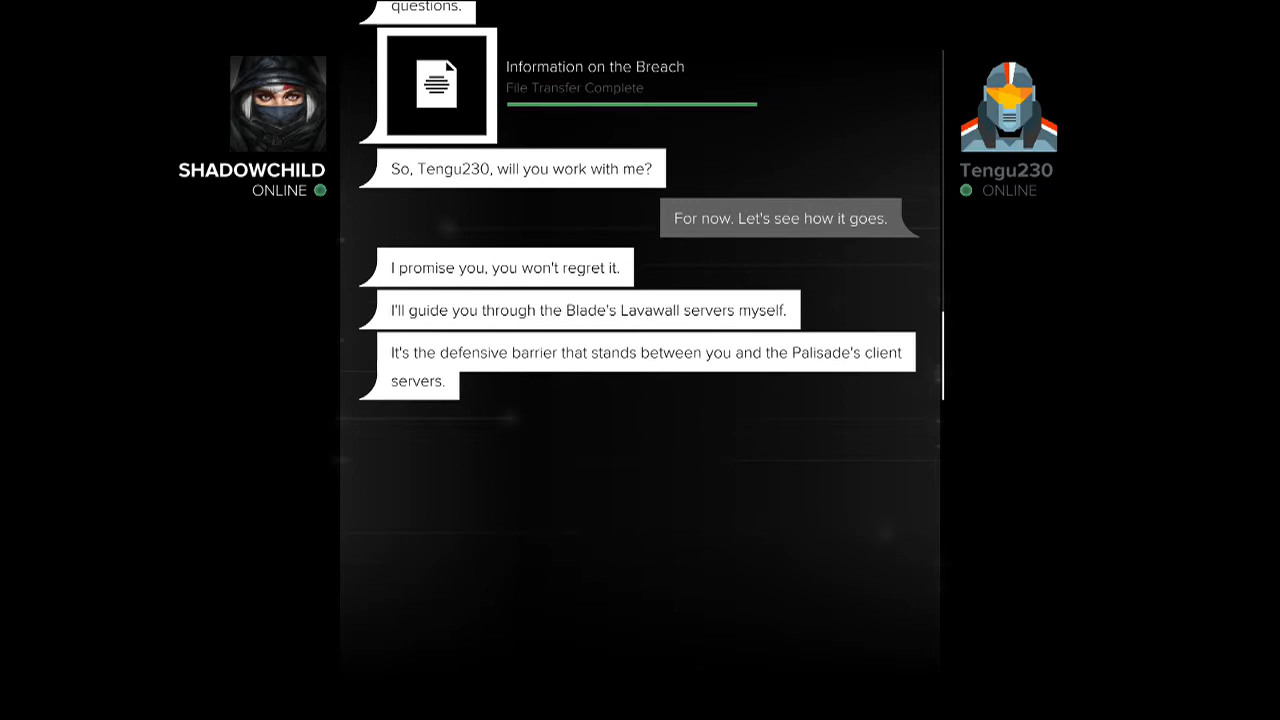 questions.
Information on the Breach
File Transfer Complete
SHADOWCHILD
ONLINE
Tengu230
ONLINE
So, Tengu230, will you work with me?
For now. Let's see how it goes.
I promise you, you won't regret it.
I'll guide you through the Blade's Lavawall servers myself.
It's the defensive barrier that stands between you and the Palisade's client
servers.